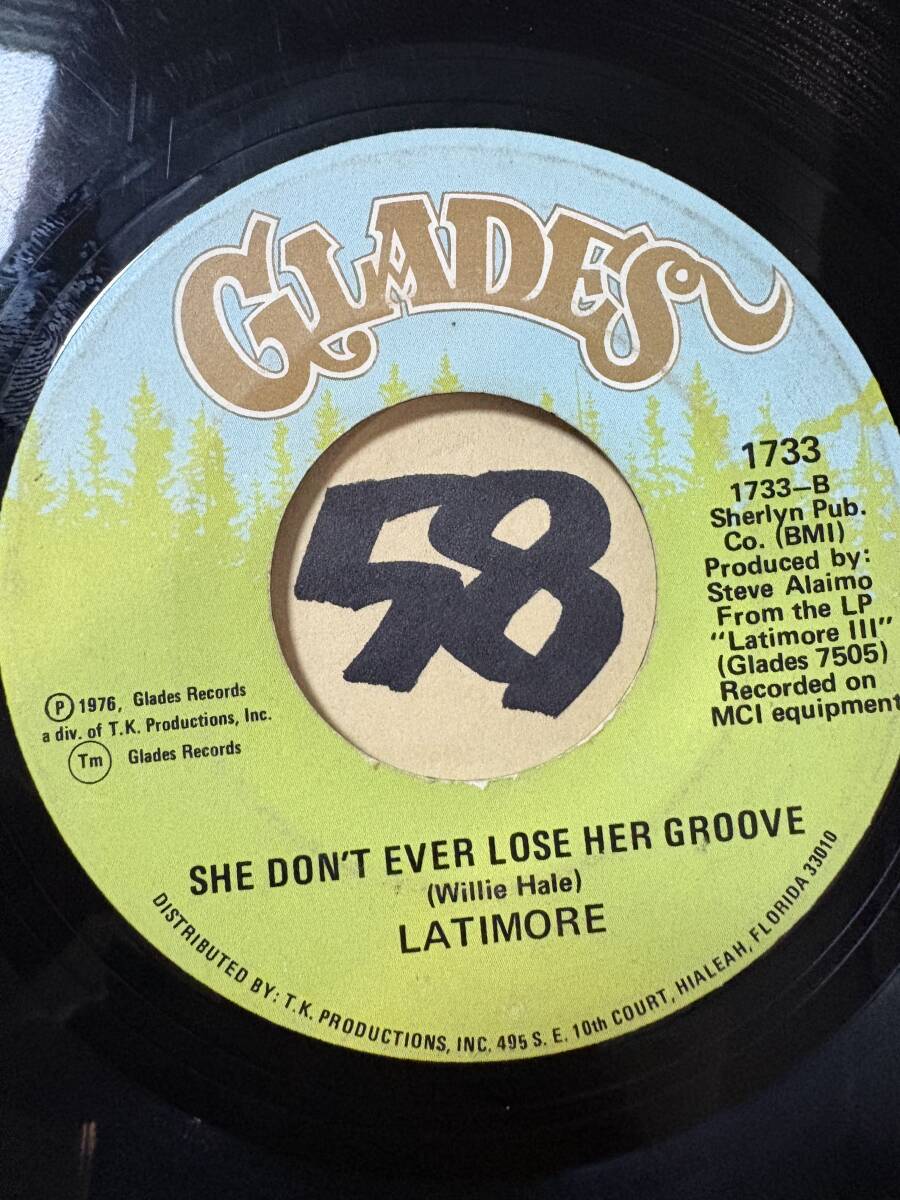 GLADES
1733
1733-B
Sherlyn Pub.
Co. (BMI)
Produced by:
Steve Alaimo
From the LP
"Latimore III"
(Glades 7505)
Recorded on
MCI equipment
Ⓟ 1976, Glades Records
a div. of T.K. Productions, Inc.
Tm Glades Records
SHE DON'T EVER LOSE HER GROOVE
(Willie Hale)
LATIMORE
DISTRIBUTED BY: T.K. PRODUCTIONS, INC. 495 S. E. 10th COURT, HIALEAH, FLORIDA 33010